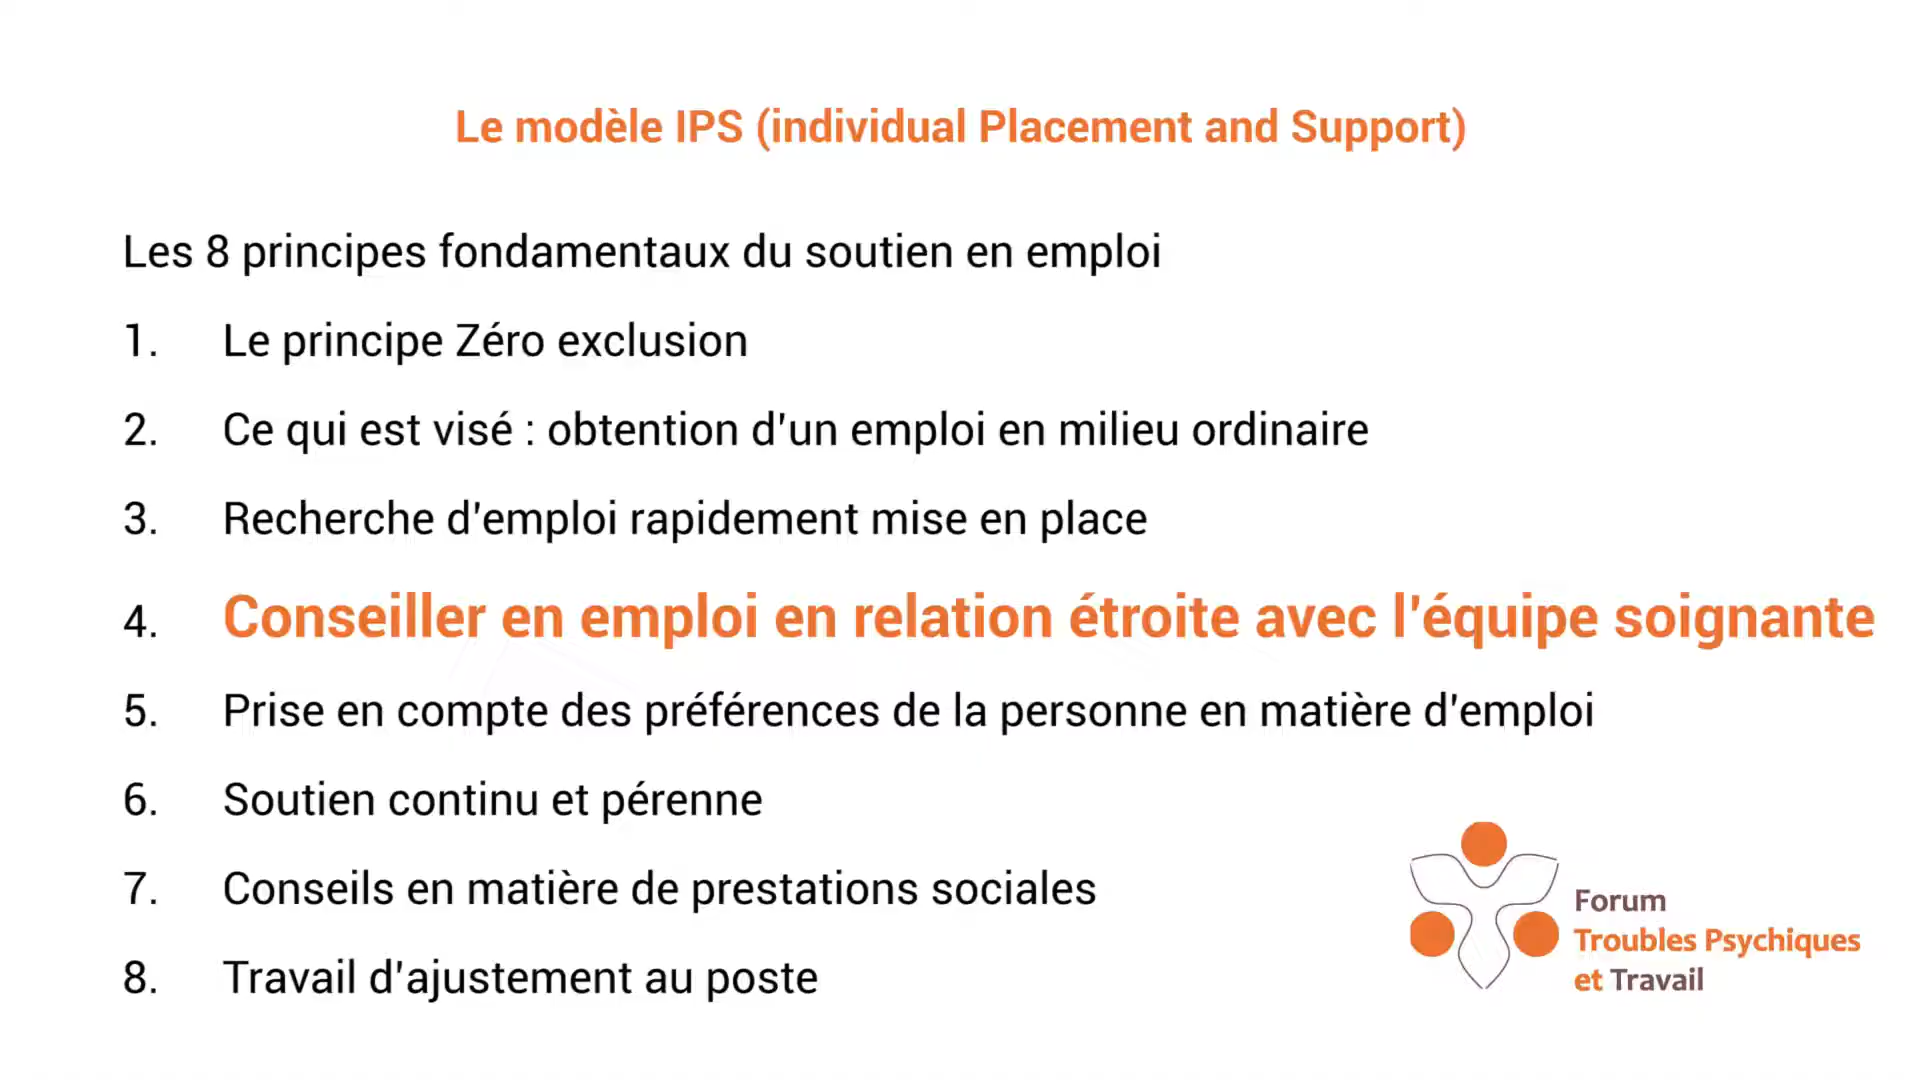 Le modèle IPS (individual Placement and Support)
Les 8 principes fondamentaux du soutien en emploi
1. Le principe Zéro exclusion
2. Ce qui est visé : obtention d'un emploi en milieu ordinaire
3. Recherche d'emploi rapidement mise en place
4. Conseiller en emploi en relation étroite avec l'équipe soignante
5. Prise en compte des préférences de la personne en matière d'emploi
6. Soutien continu et pérenne
7. Conseils en matière de prestations sociales
8. Travail d'ajustement au poste
Forum
Troubles Psychiques
et Travail